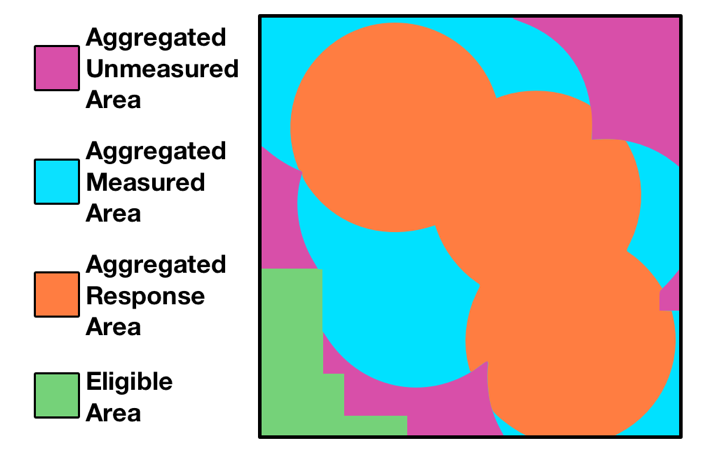 Aggregated
Unmeasured
Area
Aggregated
Measured
Area
Aggregated
Response
Area
Eligible
Area